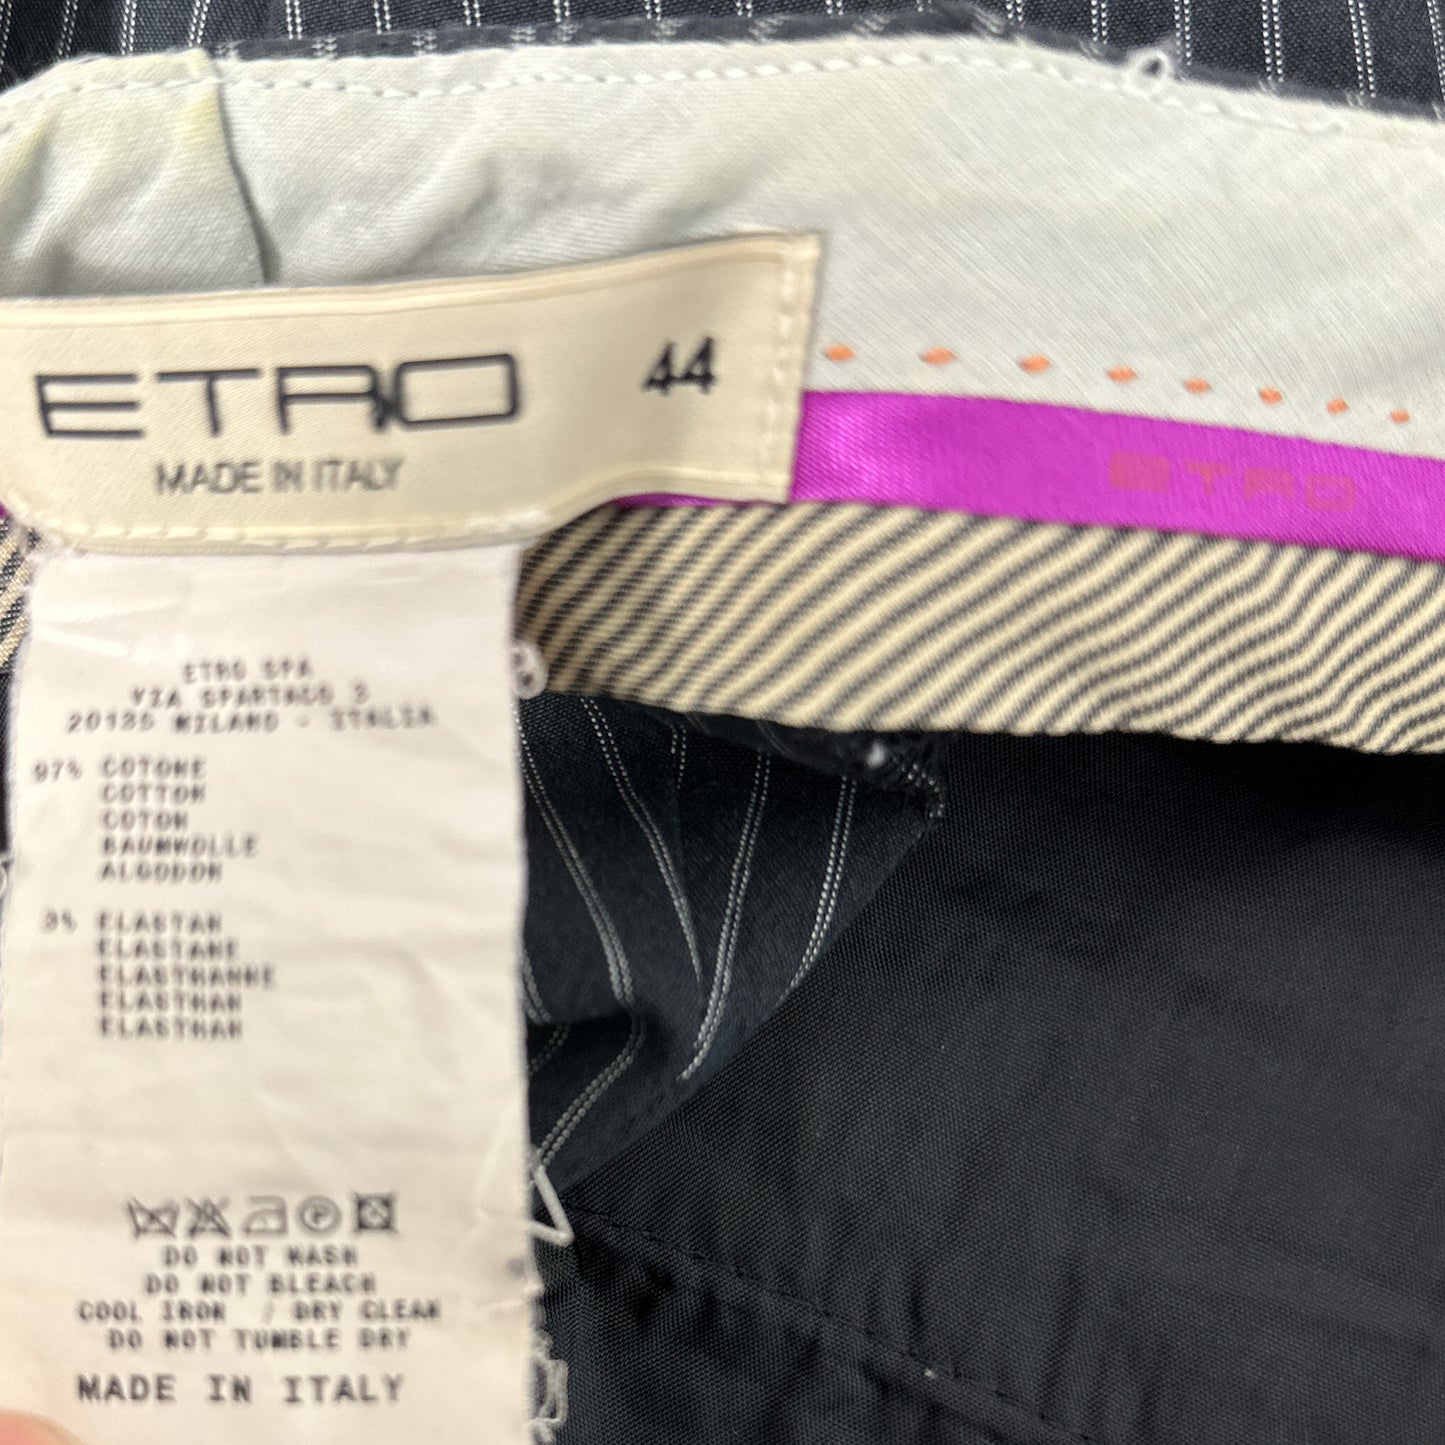 ETRO 44
MADE IN ITALY
ETRO
ETRO SPA
VIA SPARTACO 3
20135 MILANO - ITALIA
97% COTONE
COTTON
COTON
BAUMWOLLE
ALGODON
3% ELASTAN
ELASTANE
ELASTHANNE
ELASTHAN
ELASTHAN
DO NOT WASH
DO NOT BLEACH
COOL IRON / DRY CLEAN
DO NOT TUMBLE DRY
MADE IN ITALY